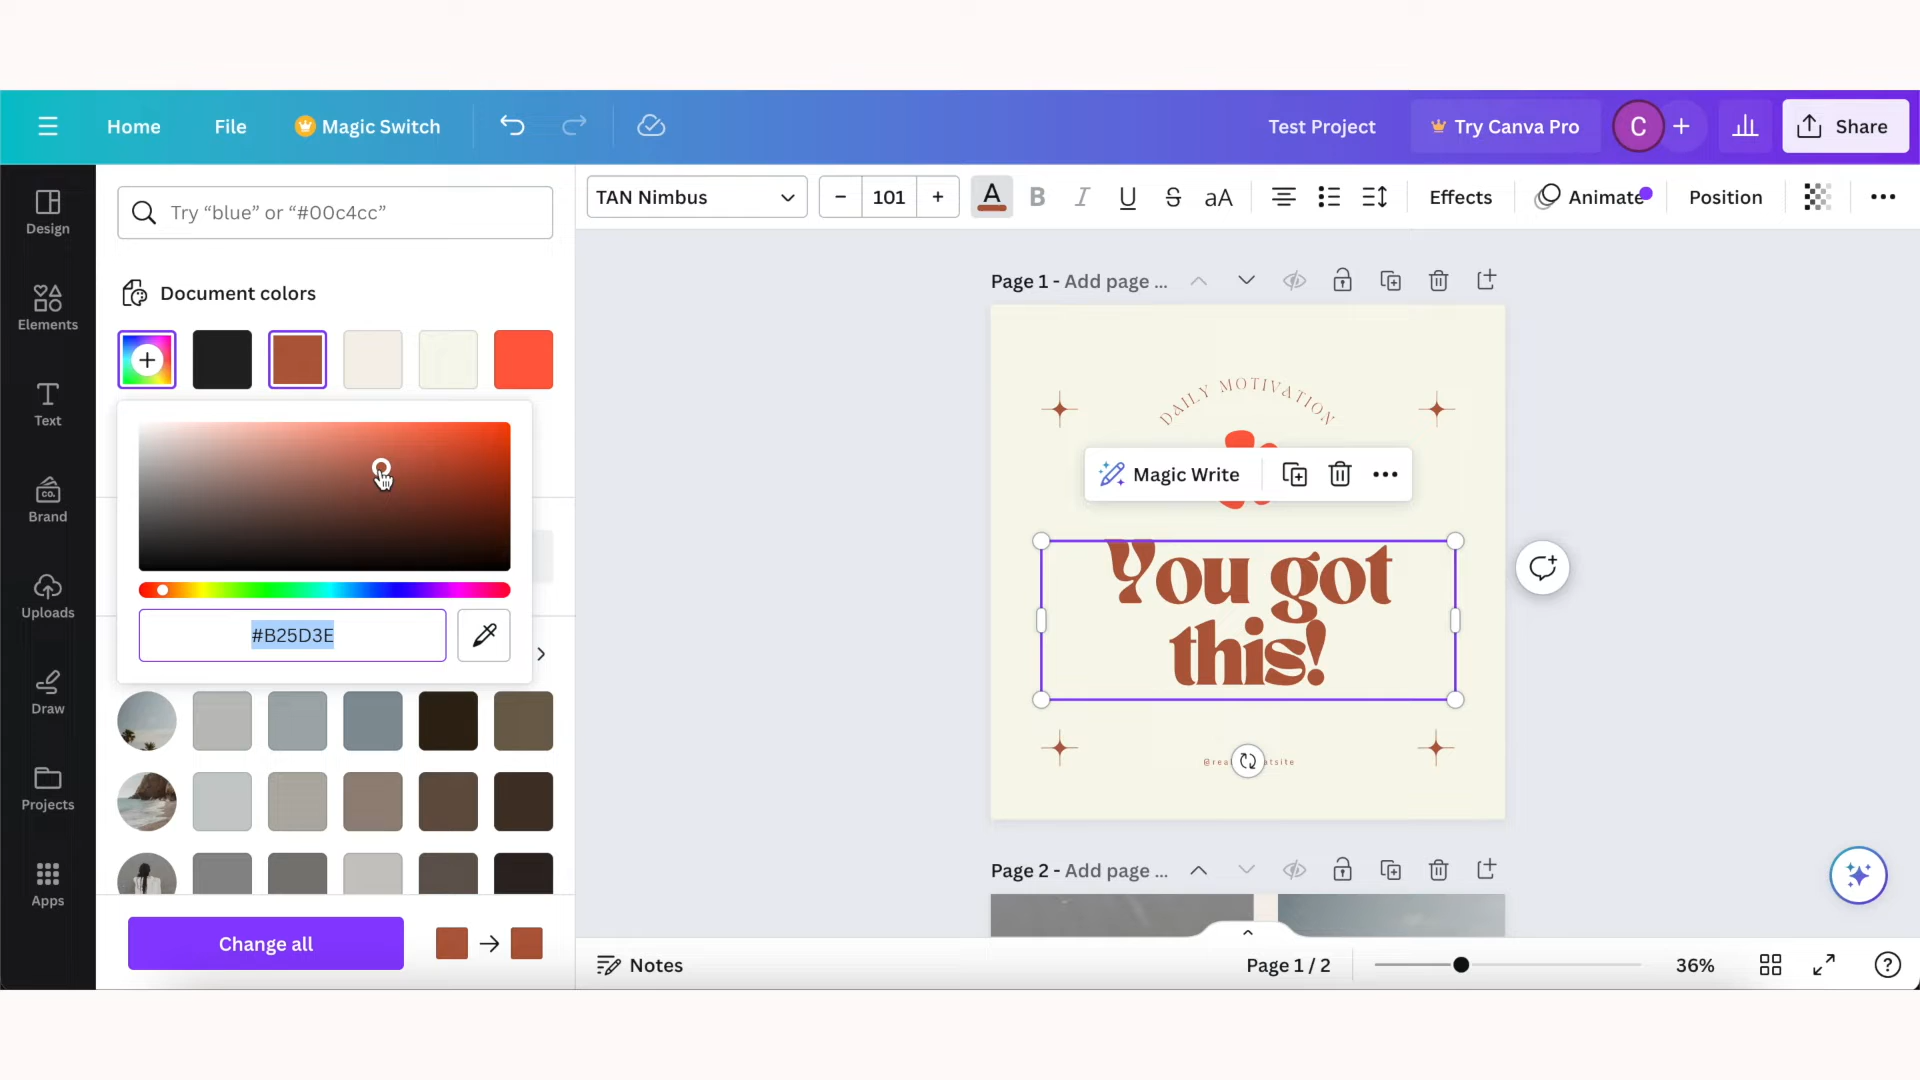 Home File Magic Switch Test Project Try Canva Pro C Share
Design
Elements
Text
co.
Brand
Uploads
Draw
Projects
Apps
Try “blue” or “#00c4cc”
Document colors
#B25D3E
Change all
TAN Nimbus 101 A B I U S aA Effects Animate Position
Page 1 - Add page ...
DAILY MOTIVATION
Magic Write
You got
this!
Page 2 - Add page ...
Notes Page 1 / 2 36%